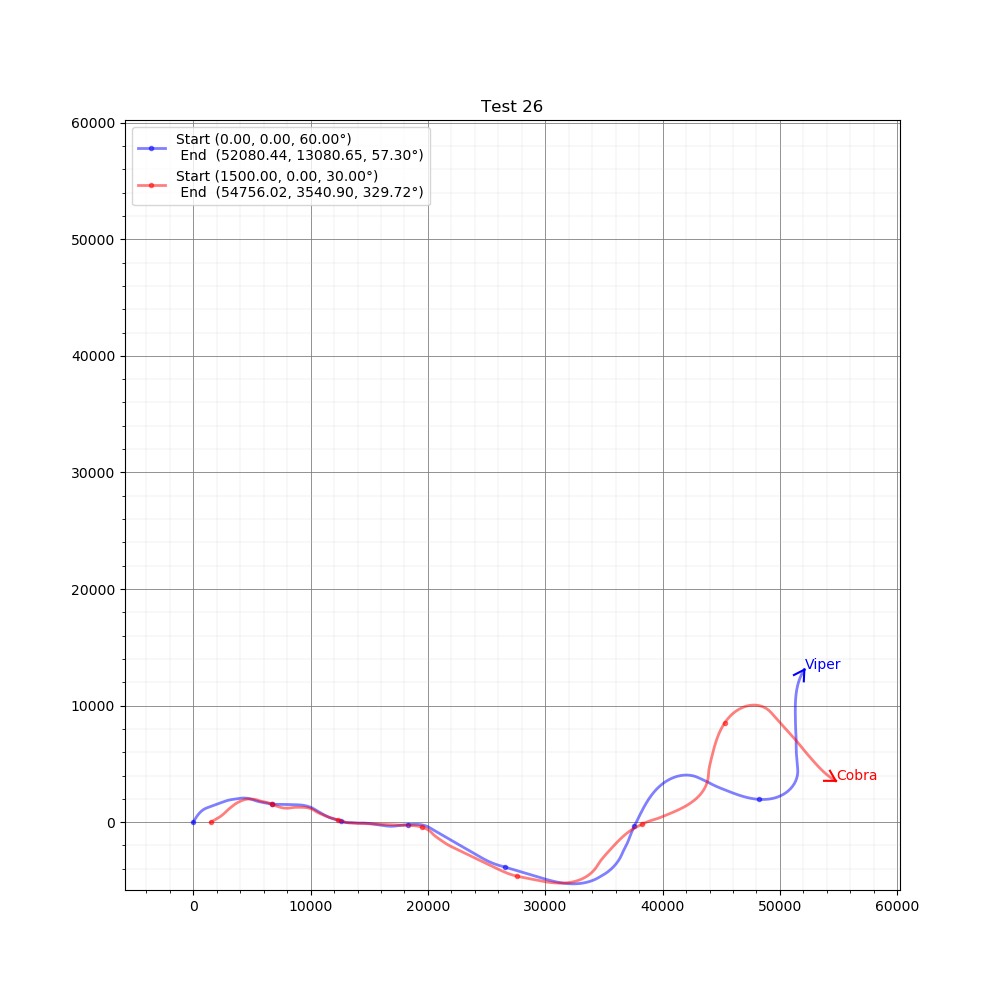 Test 26
60000
50000
40000
30000
20000
10000
0
Start (0.00, 0.00, 60.00°)
End  (52080.44, 13080.65, 57.30°)
Start (1500.00, 0.00, 30.00°)
End  (54756.02, 3540.90, 329.72°)
Viper
Cobra
0 10000 20000 30000 40000 50000 60000